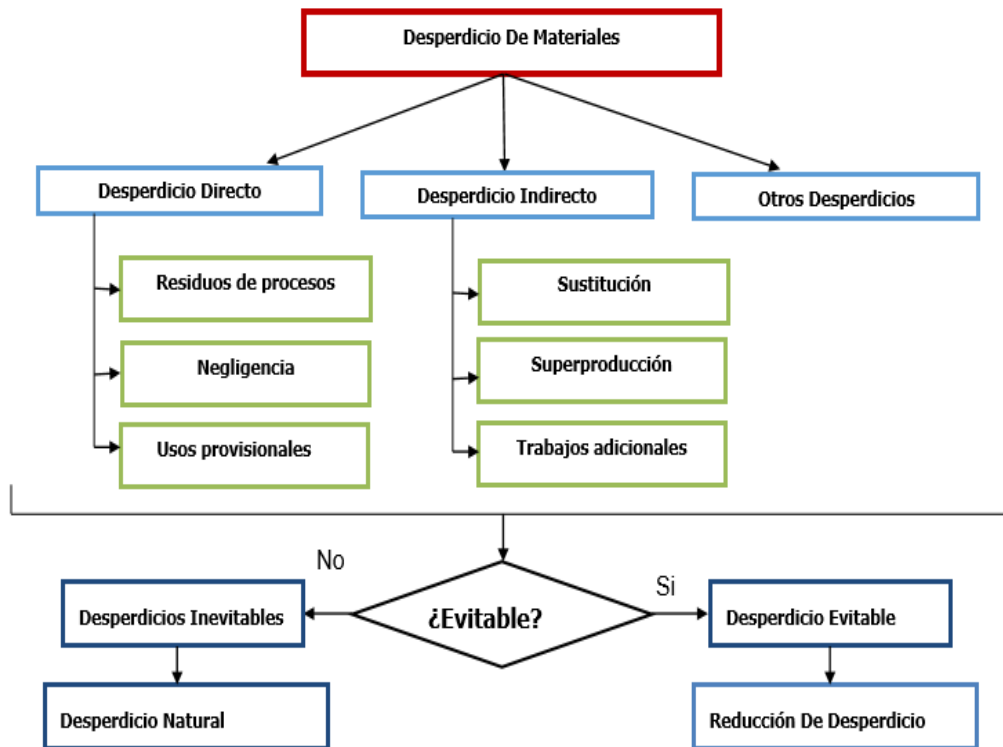 Desperdicio De Materiales
Desperdicio Directo
Desperdicio Indirecto
Otros Desperdicios
Residuos de procesos
Sustitución
Negligencia
Superproducción
Usos provisionales
Trabajos adicionales
No
Si
¿Evitable?
Desperdicios Inevitables
Desperdicio Evitable
Desperdicio Natural
Reducción De Desperdicio